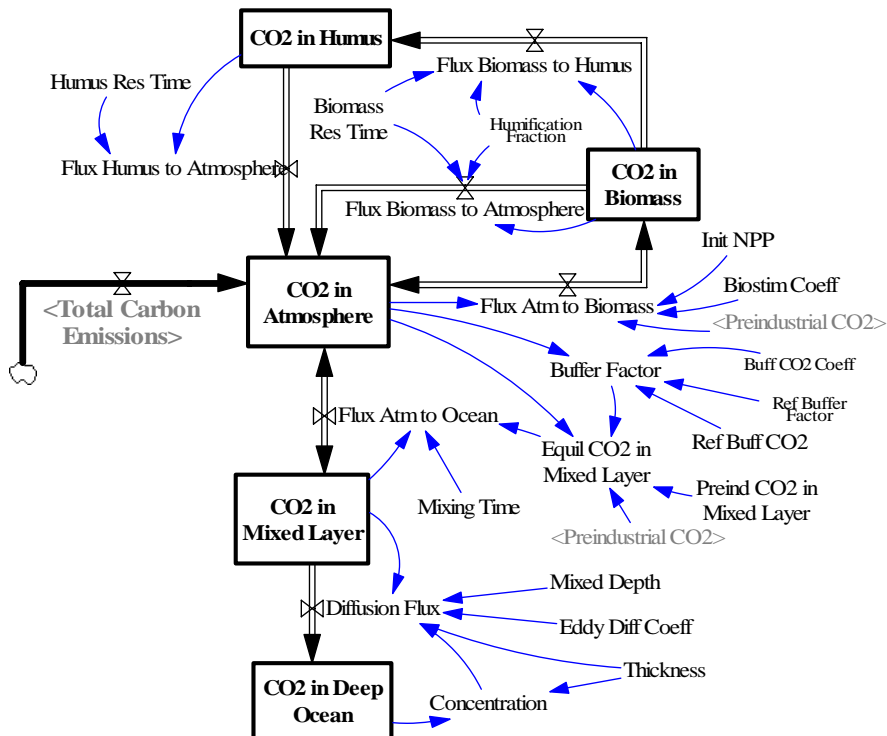 CO2 in Humus
Flux Biomass to Humus
Humus Res Time
Biomass
Res Time
Humification
Fraction
Flux Humus to Atmosphere
CO2 in
Biomass
Flux Biomass to Atmosphere
Init NPP
CO2 in
Atmosphere
Biostim Coeff
<Total Carbon
Emissions>
Flux Atm to Biomass
<Preindustrial CO2>
Buffer Factor
Buff CO2 Coeff
Ref Buffer
Factor
Flux Atm to Ocean
Ref Buff CO2
Equil CO2 in
Mixed Layer
CO2 in
Mixed Layer
Mixing Time
Preind CO2 in
Mixed Layer
<Preindustrial CO2>
Mixed Depth
Diffusion Flux
Eddy Diff Coeff
Thickness
CO2 in Deep
Ocean
Concentration